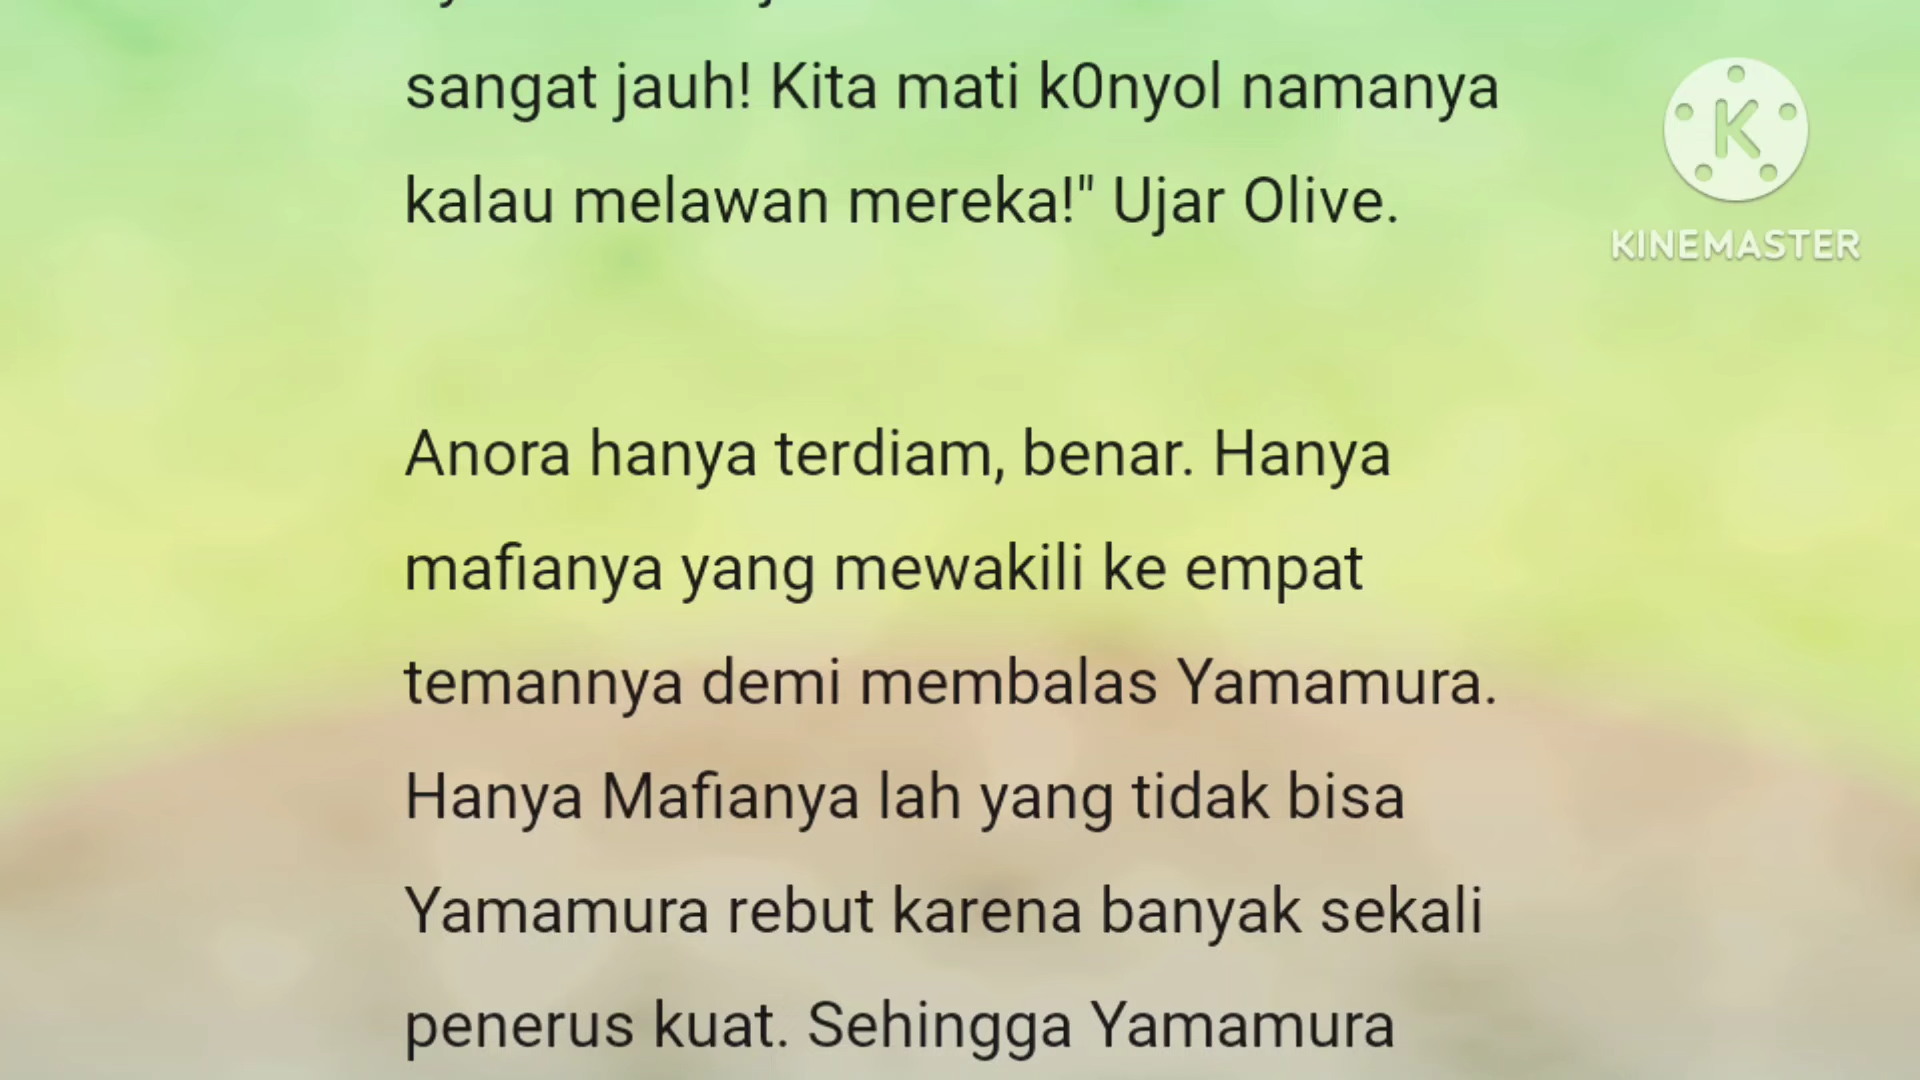 sangat jauh! Kita mati k0nyol namanya
kalau melawan mereka!" Ujar Olive.
Anora hanya terdiam, benar. Hanya
mafianya yang mewakili ke empat
temannya demi membalas Yamamura.
Hanya Mafianya lah yang tidak bisa
Yamamura rebut karena banyak sekali
penerus kuat. Sehingga Yamamura
K
KINEMASTER